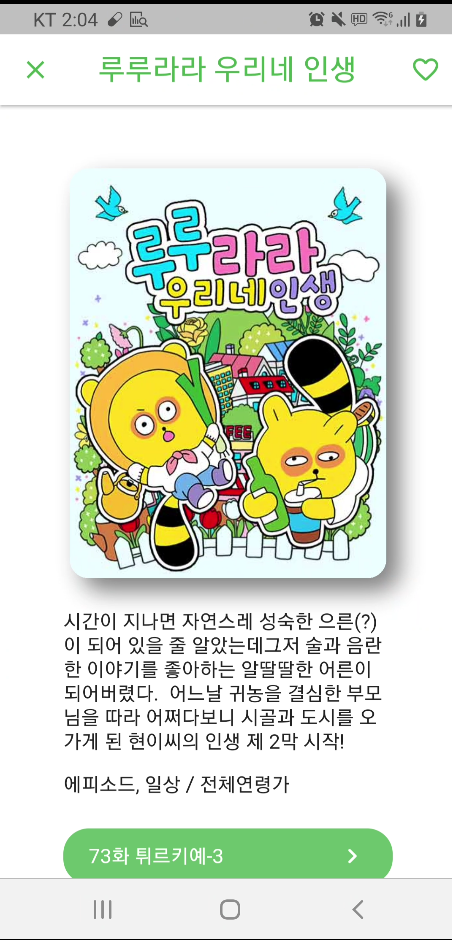 KT 2:04
루루라라 우리네 인생
루루라라
우리네인생
시간이 지나면 자연스레 성숙한 으른(?)
이 되어 있을 줄 알았는데그저 술과 음란
한 이야기를 좋아하는 알딸딸한 어른이
되어버렸다.  어느날 귀농을 결심한 부모
님을 따라 어쩌다보니 시골과 도시를 오
가게 된 현이씨의 인생 제 2막 시작!
에피소드, 일상 / 전체연령가
73화 튀르키예-3